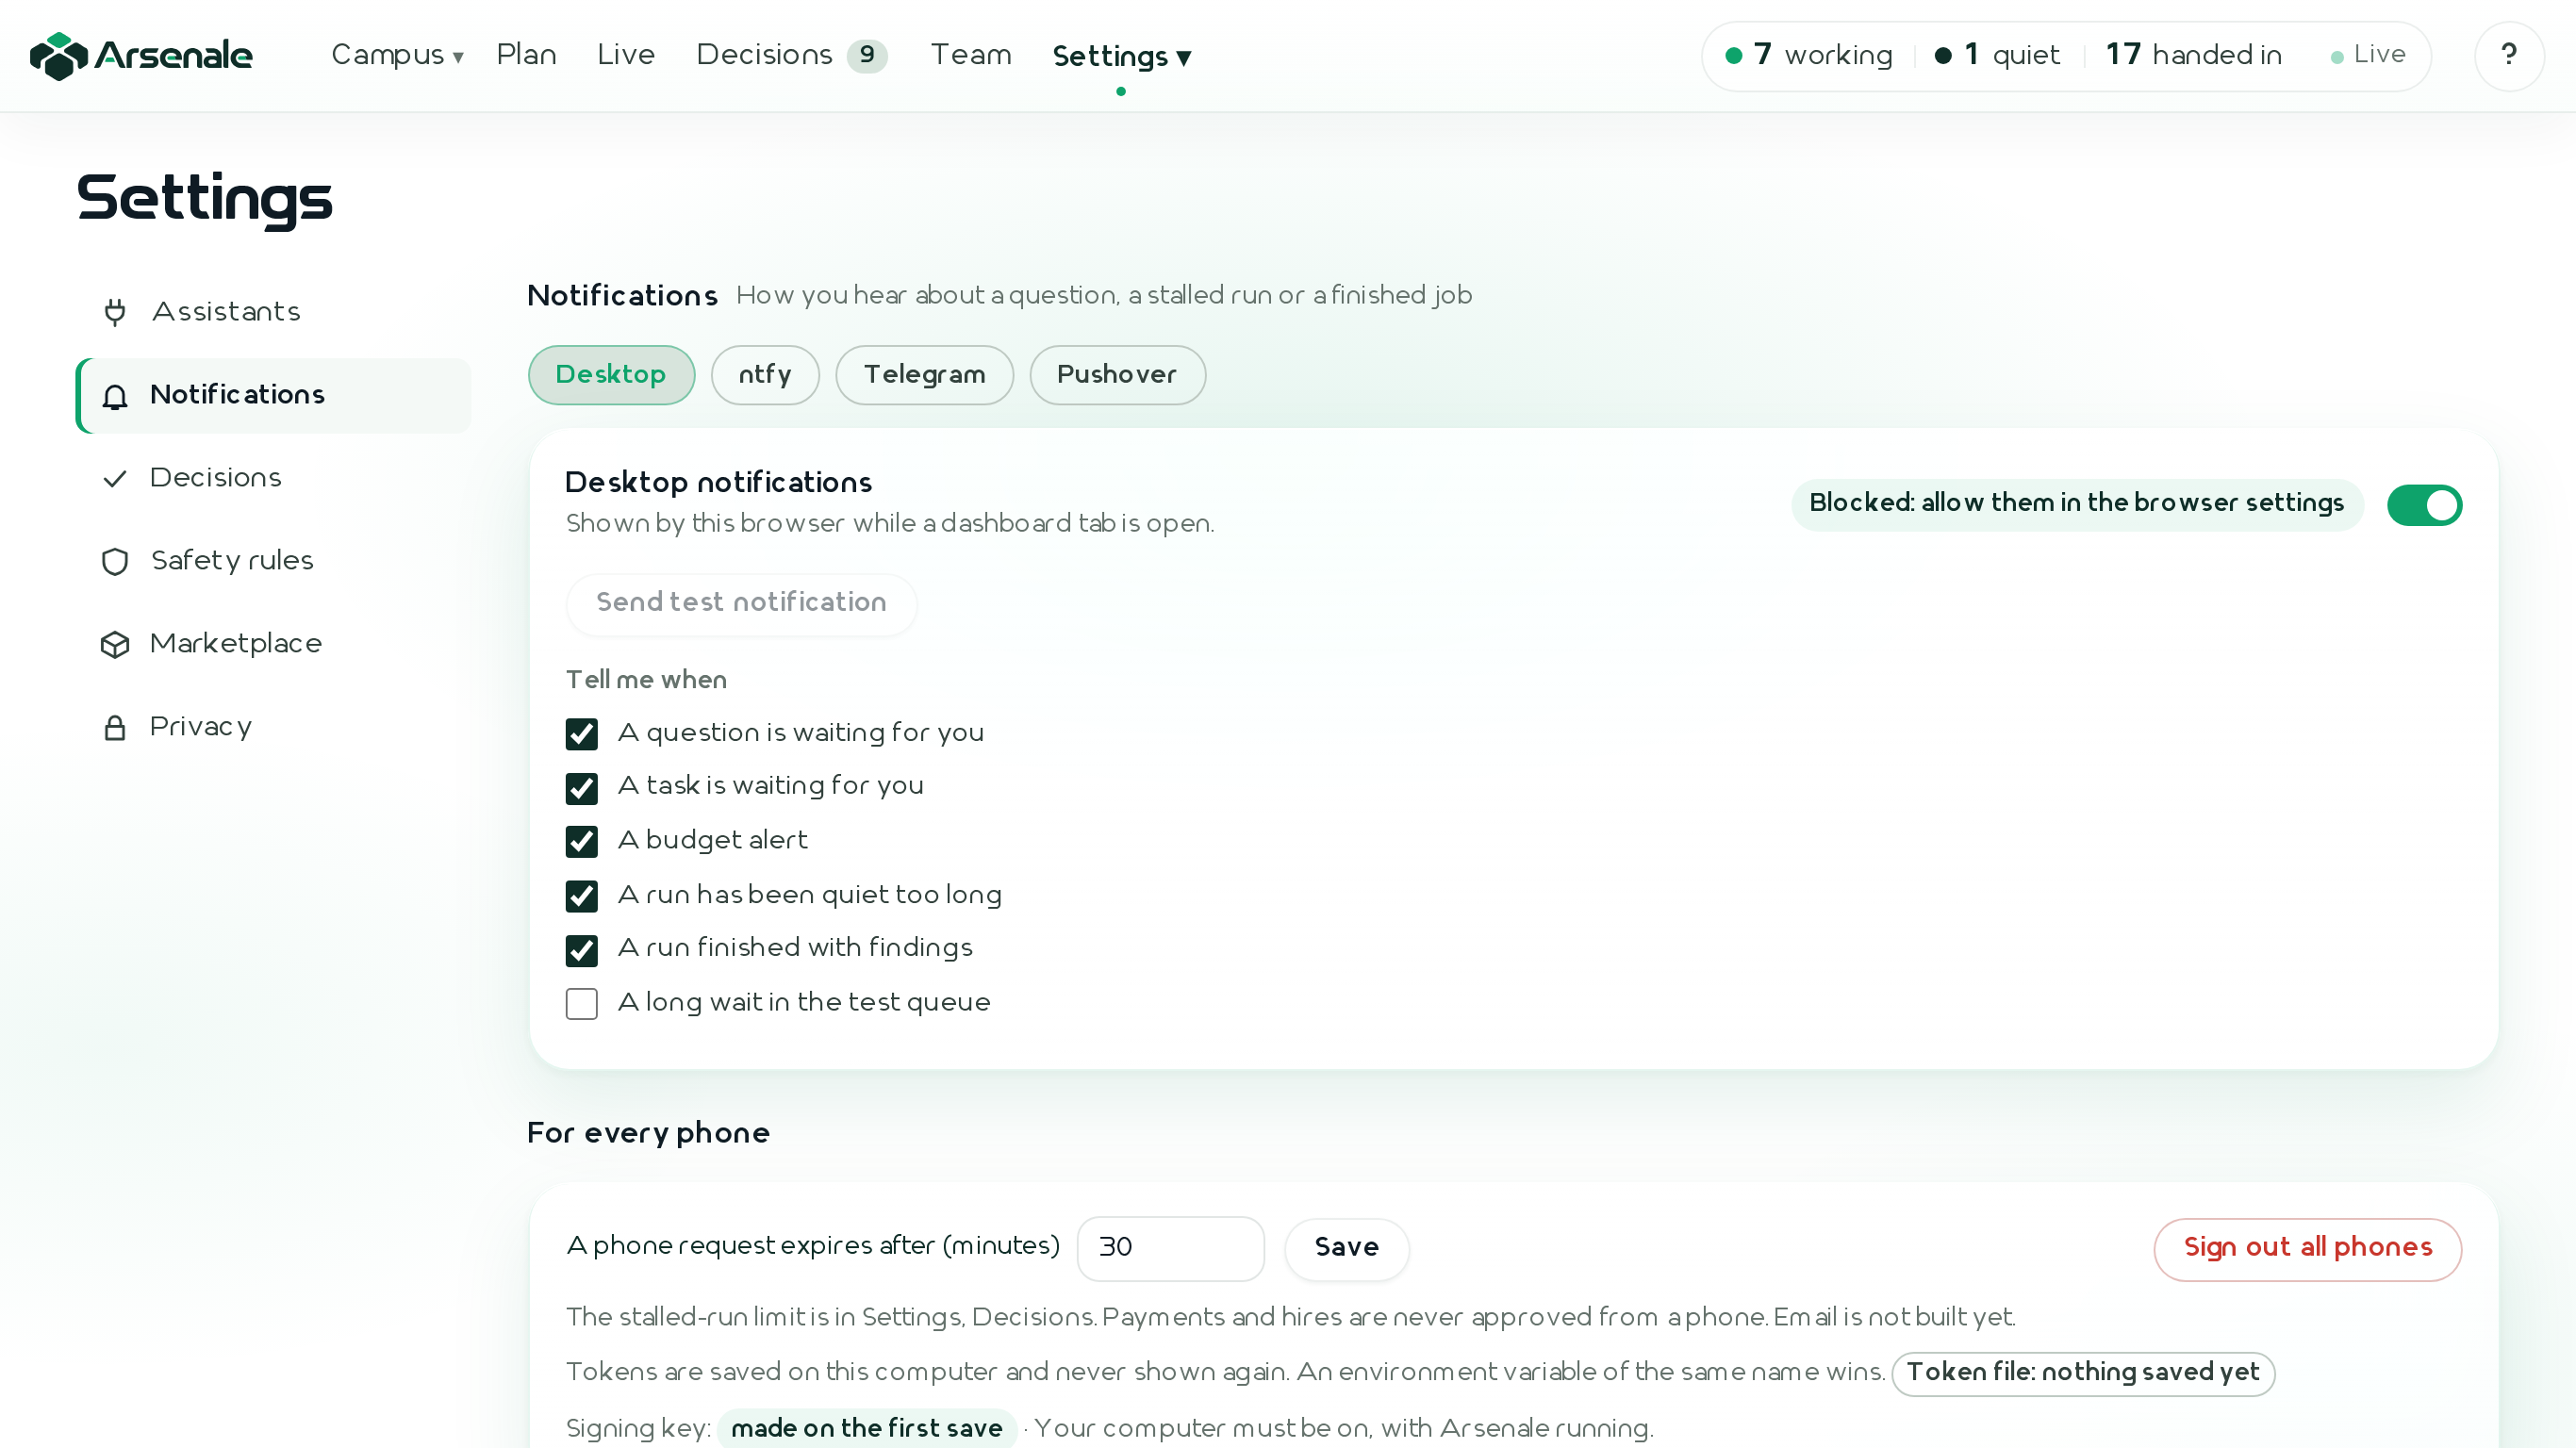 Arsenale
Campus ▾ Plan Live Decisions 9 Team Settings ▾
7 working 1 quiet 17 handed in Live ?
Settings
Assistants
Notifications
Decisions
Safety rules
Marketplace
Privacy
Notifications How you hear about a question, a stalled run or a finished job
Desktop ntfy Telegram Pushover
Desktop notifications
Shown by this browser while a dashboard tab is open.
Blocked: allow them in the browser settings
Send test notification
Tell me when
A question is waiting for you
A task is waiting for you
A budget alert
A run has been quiet too long
A run finished with findings
A long wait in the test queue
For every phone
A phone request expires after (minutes) 30 Save Sign out all phones
The stalled-run limit is in Settings, Decisions. Payments and hires are never approved from a phone. Email is not built yet.
Tokens are saved on this computer and never shown again. An environment variable of the same name wins. Token file: nothing saved yet
Signing key: made on the first save · Your computer must be on, with Arsenale running.